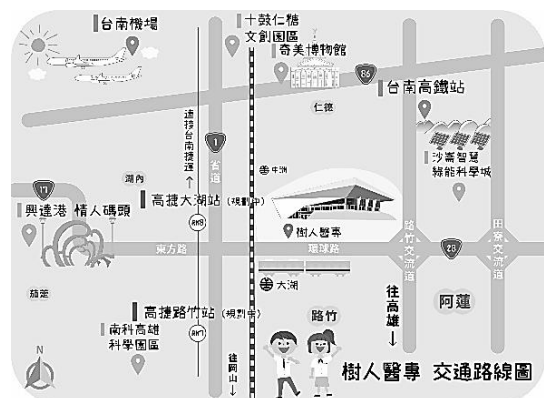 台南機場
十鼓仁糖
文創園區
奇美博物館
86
台南高鐵站
仁德
連接台南捷運→
1
省道
中洲
沙崙智慧
綠能科學城
湖內
17
興達港 情人碼頭
高捷大湖站 (規劃中)
RK8
樹人醫專
東方路
環球路
路竹交流道
28
田寮交流道
大湖
茄萣
高捷路竹站 (規劃中)
RK7
南科高雄
科學園區
路竹
往高雄↓
阿蓮
N
往岡山↓
樹人醫專 交通路線圖